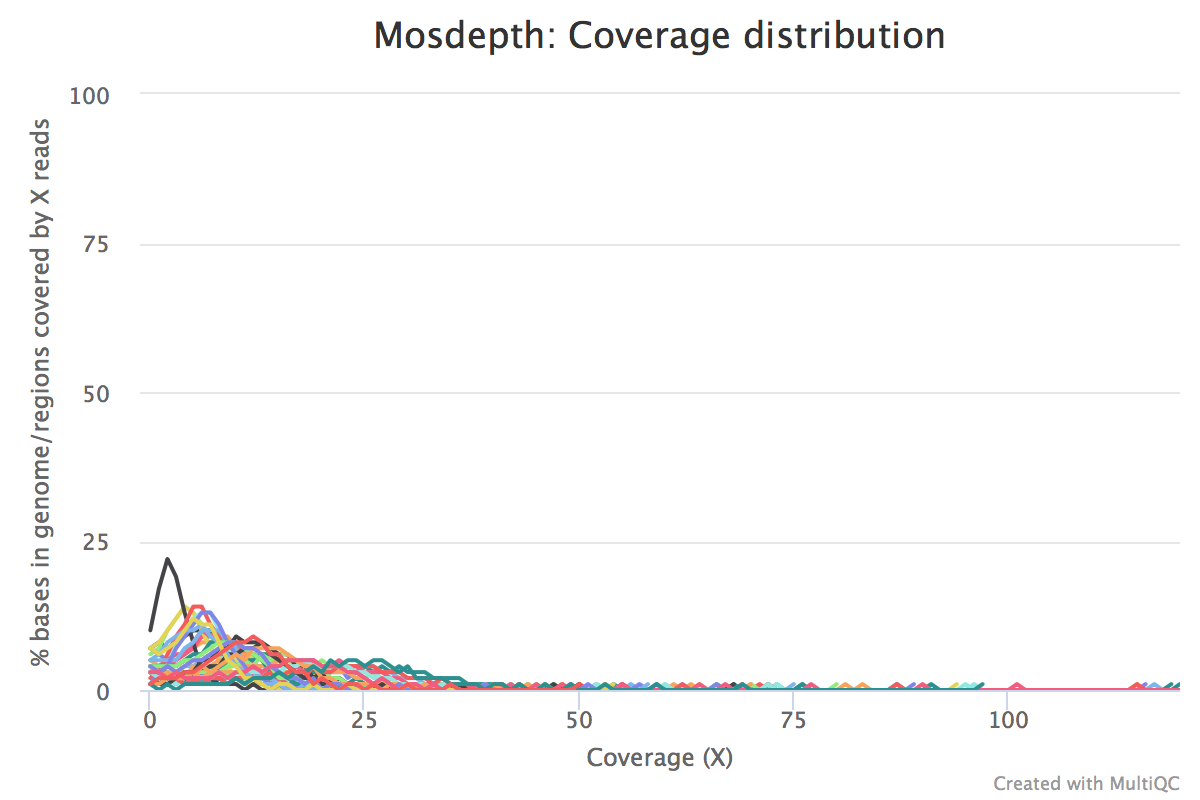 Mosdepth: Coverage distribution
% bases in genome/regions covered by X reads
100
75
50
25
0
0 25 50 75 100
Coverage (X)
Created with MultiQC